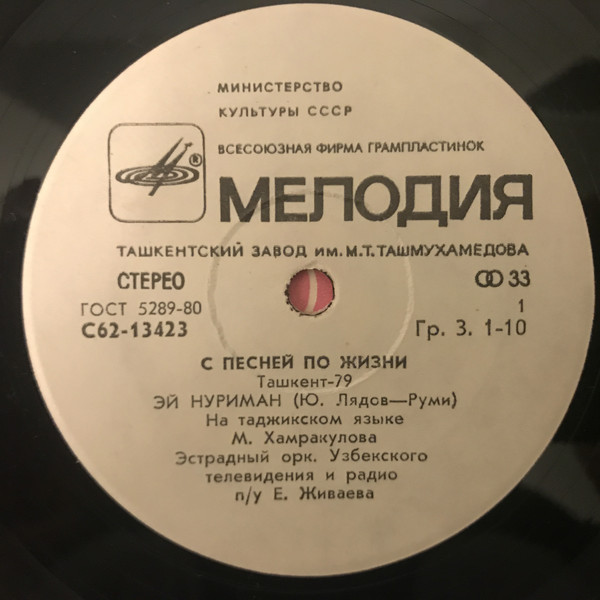 МИНИСТЕРСТВО
КУЛЬТУРЫ СССР
ВСЕСОЮЗНАЯ ФИРМА ГРАМПЛАСТИНОК
®
МЕЛОДИЯ
ТАШКЕНТСКИЙ ЗАВОД ИМ. М.Т. ТАШМУХАМЕДОВА
СТЕРЕО 33
ГОСТ 5289-80 1
С62-13423 Гр. 3. 1-10
С ПЕСНЕЙ ПО ЖИЗНИ
Ташкент-79
ЭЙ НУРИМАН (Ю. Лядов—Руми)
На таджикском языке
М. Хамракулова
Эстрадный орк. Узбекского
телевидения и радио
п/у Е. Живаева